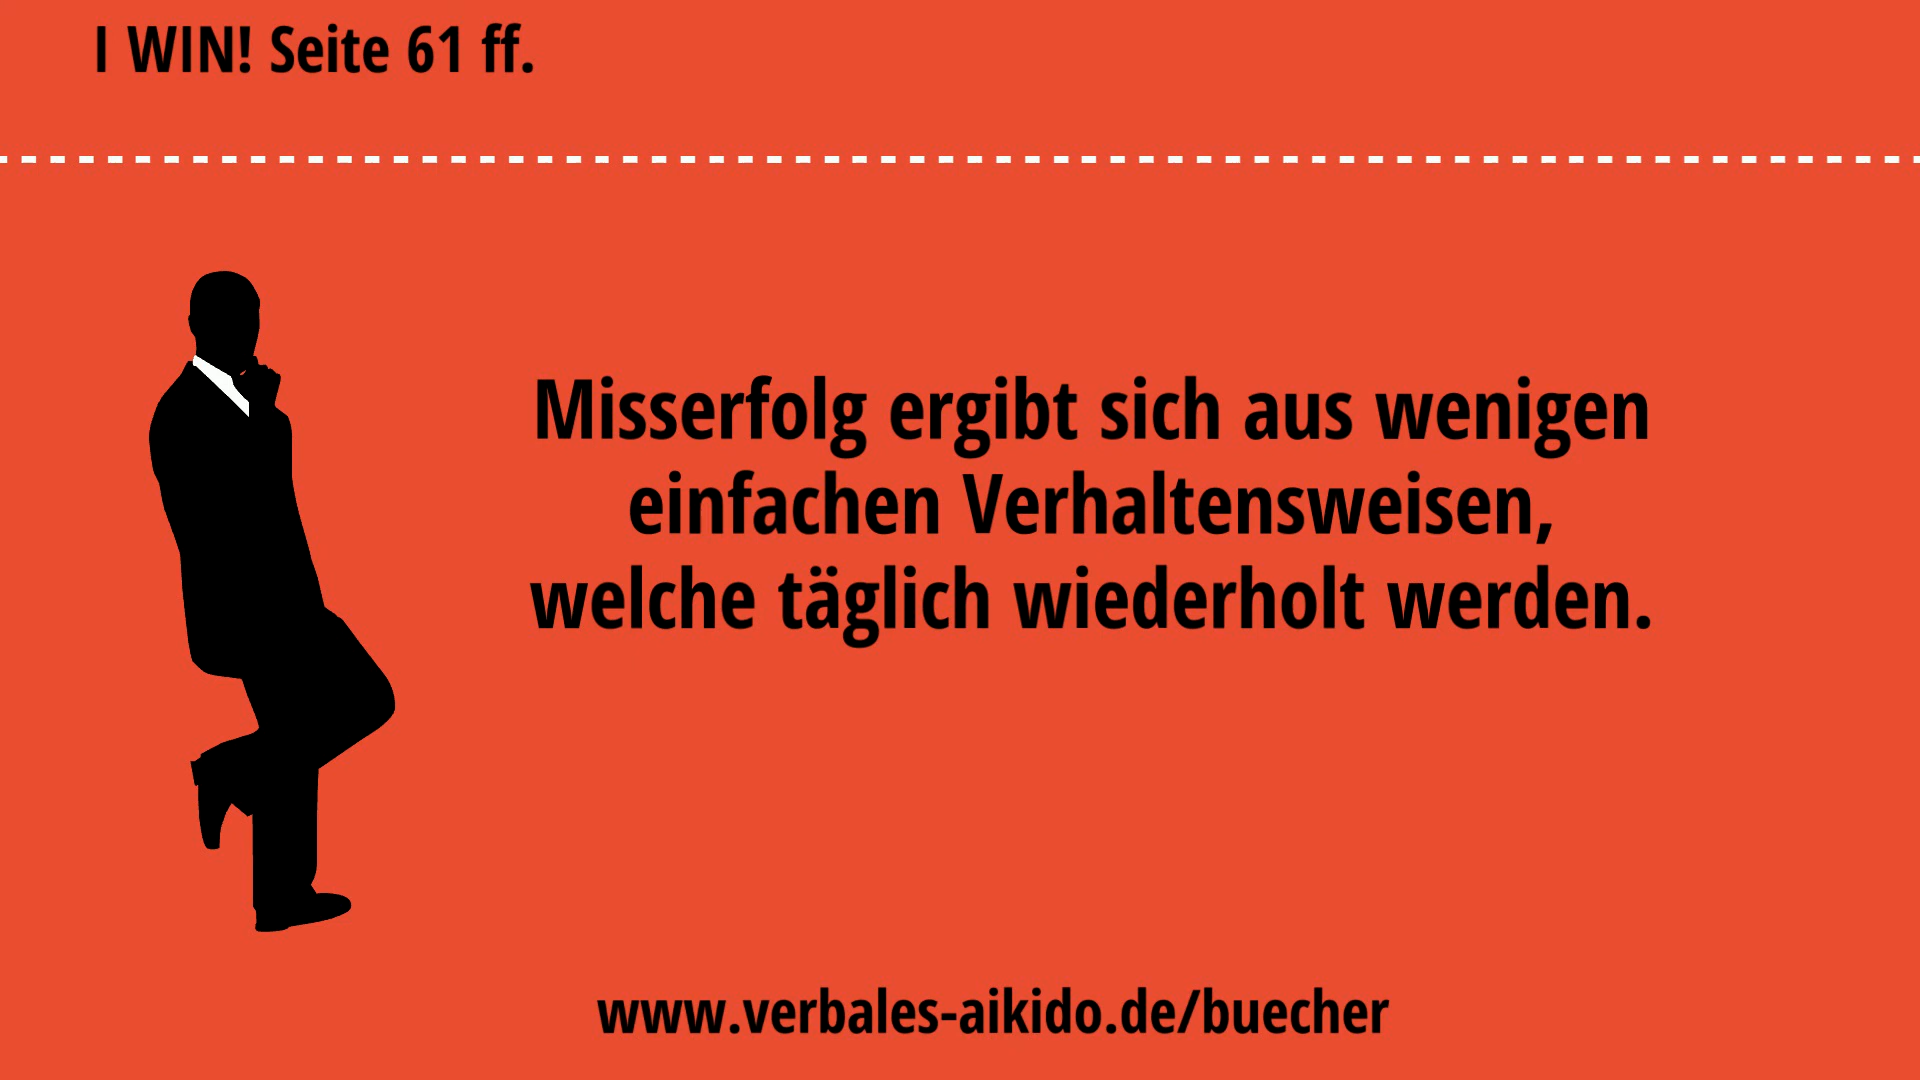 I WIN! Seite 61 ff.
Misserfolg ergibt sich aus wenigen
einfachen Verhaltensweisen,
welche täglich wiederholt werden.
www.verbales-aikido.de/buecher